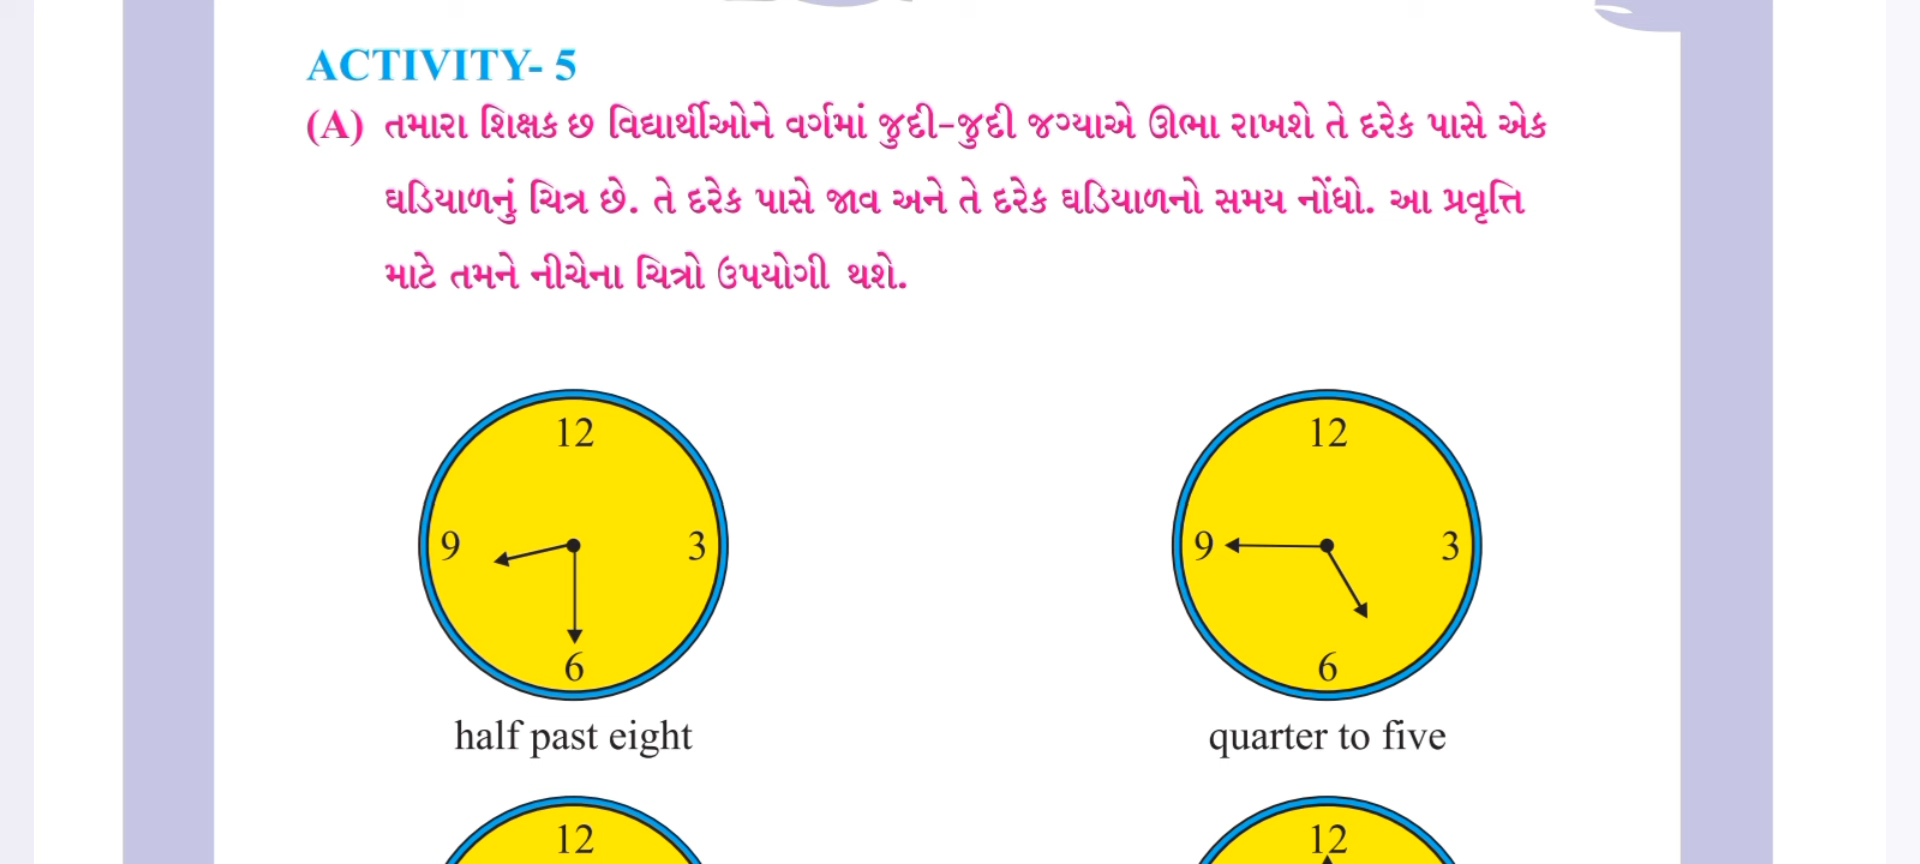 ACTIVITY- 5
(A) તમારા શિક્ષક છ વિદ્યાર્થીઓને વર્ગમાં જુદી-જુદી જગ્યાએ ઊભા રાખશે તે દરેક પાસે એક
ઘડિયાળનું ચિત્ર છે. તે દરેક પાસે જાવ અને તે દરેક ઘડિયાળનો સમય નોંધો. આ પ્રવૃત્તિ
માટે તમને નીચેના ચિત્રો ઉપયોગી થશે.
12 12
9 3 9 3
6 6
half past eight quarter to five
12 12